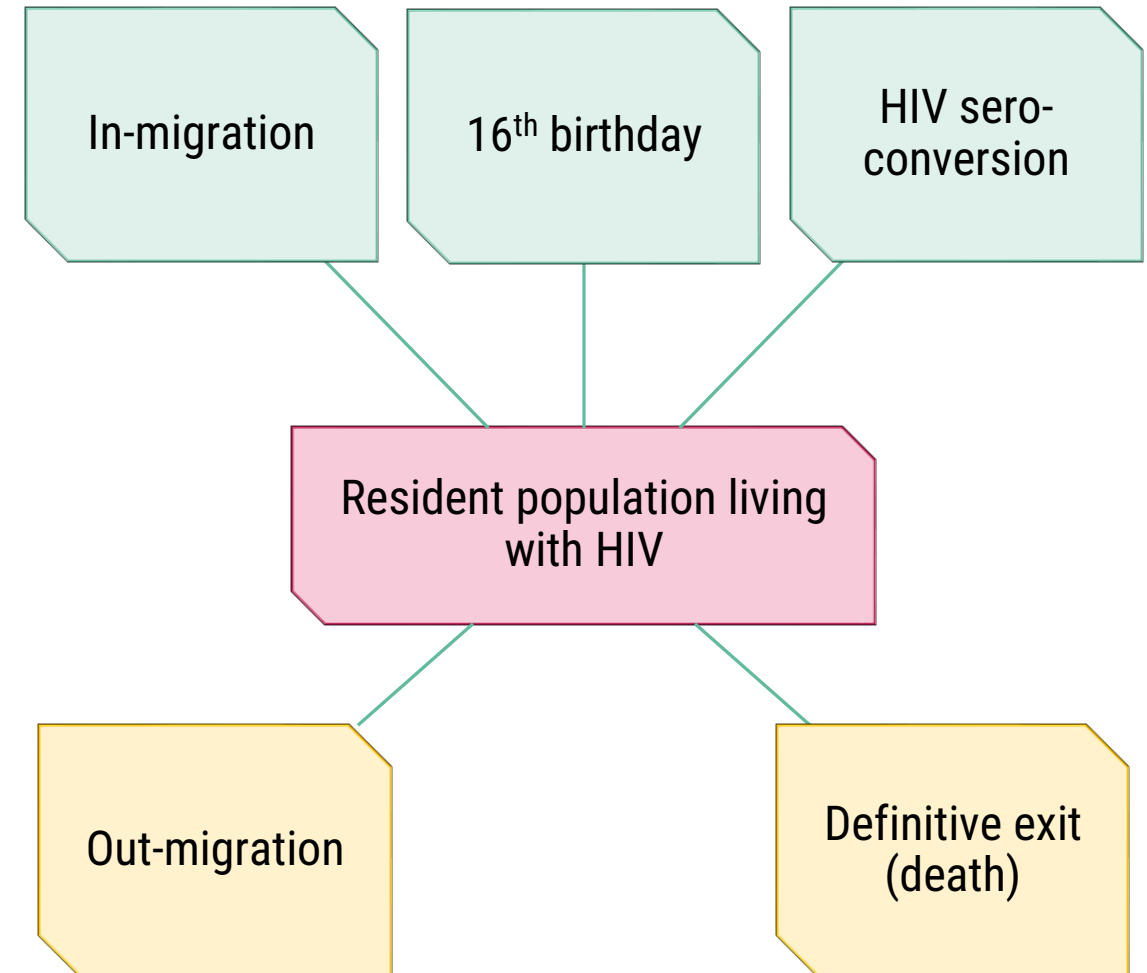 In-migration
16th birthday
HIV sero-
conversion
Resident population living
with HIV
Out-migration
Definitive exit
(death)